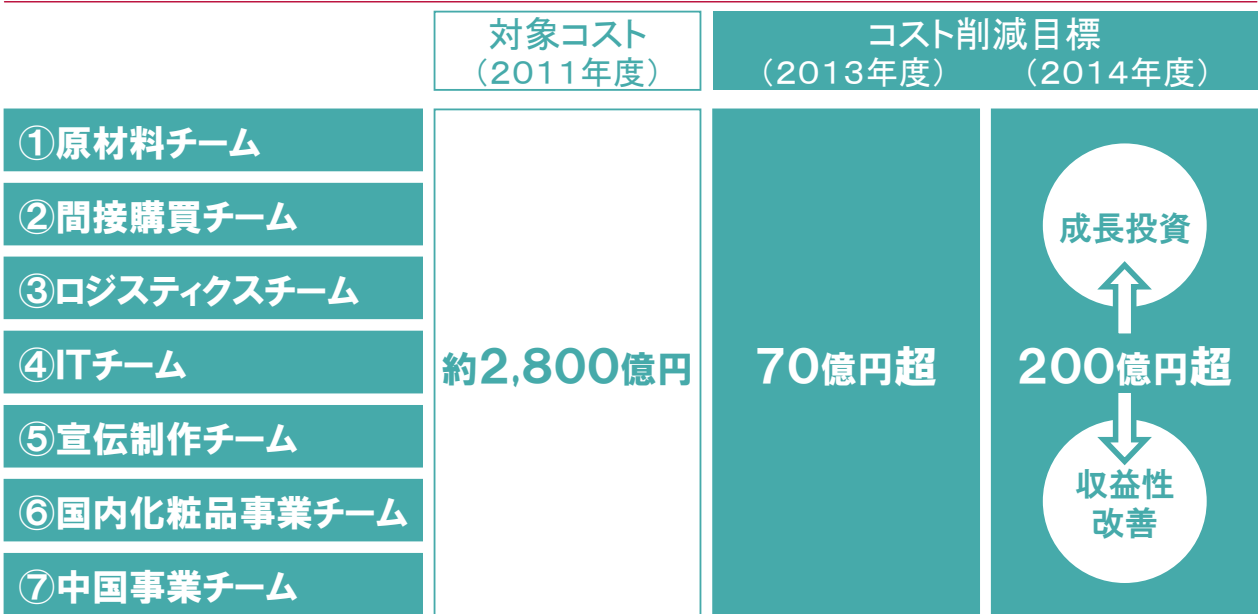 対象コスト
（2011年度）
コスト削減目標
（2013年度）　（2014年度）
①原材料チーム
②間接購買チーム
③ロジスティクスチーム
④ITチーム
⑤宣伝制作チーム
⑥国内化粧品事業チーム
⑦中国事業チーム
約2,800億円
70億円超
成長投資
200億円超
収益性
改善